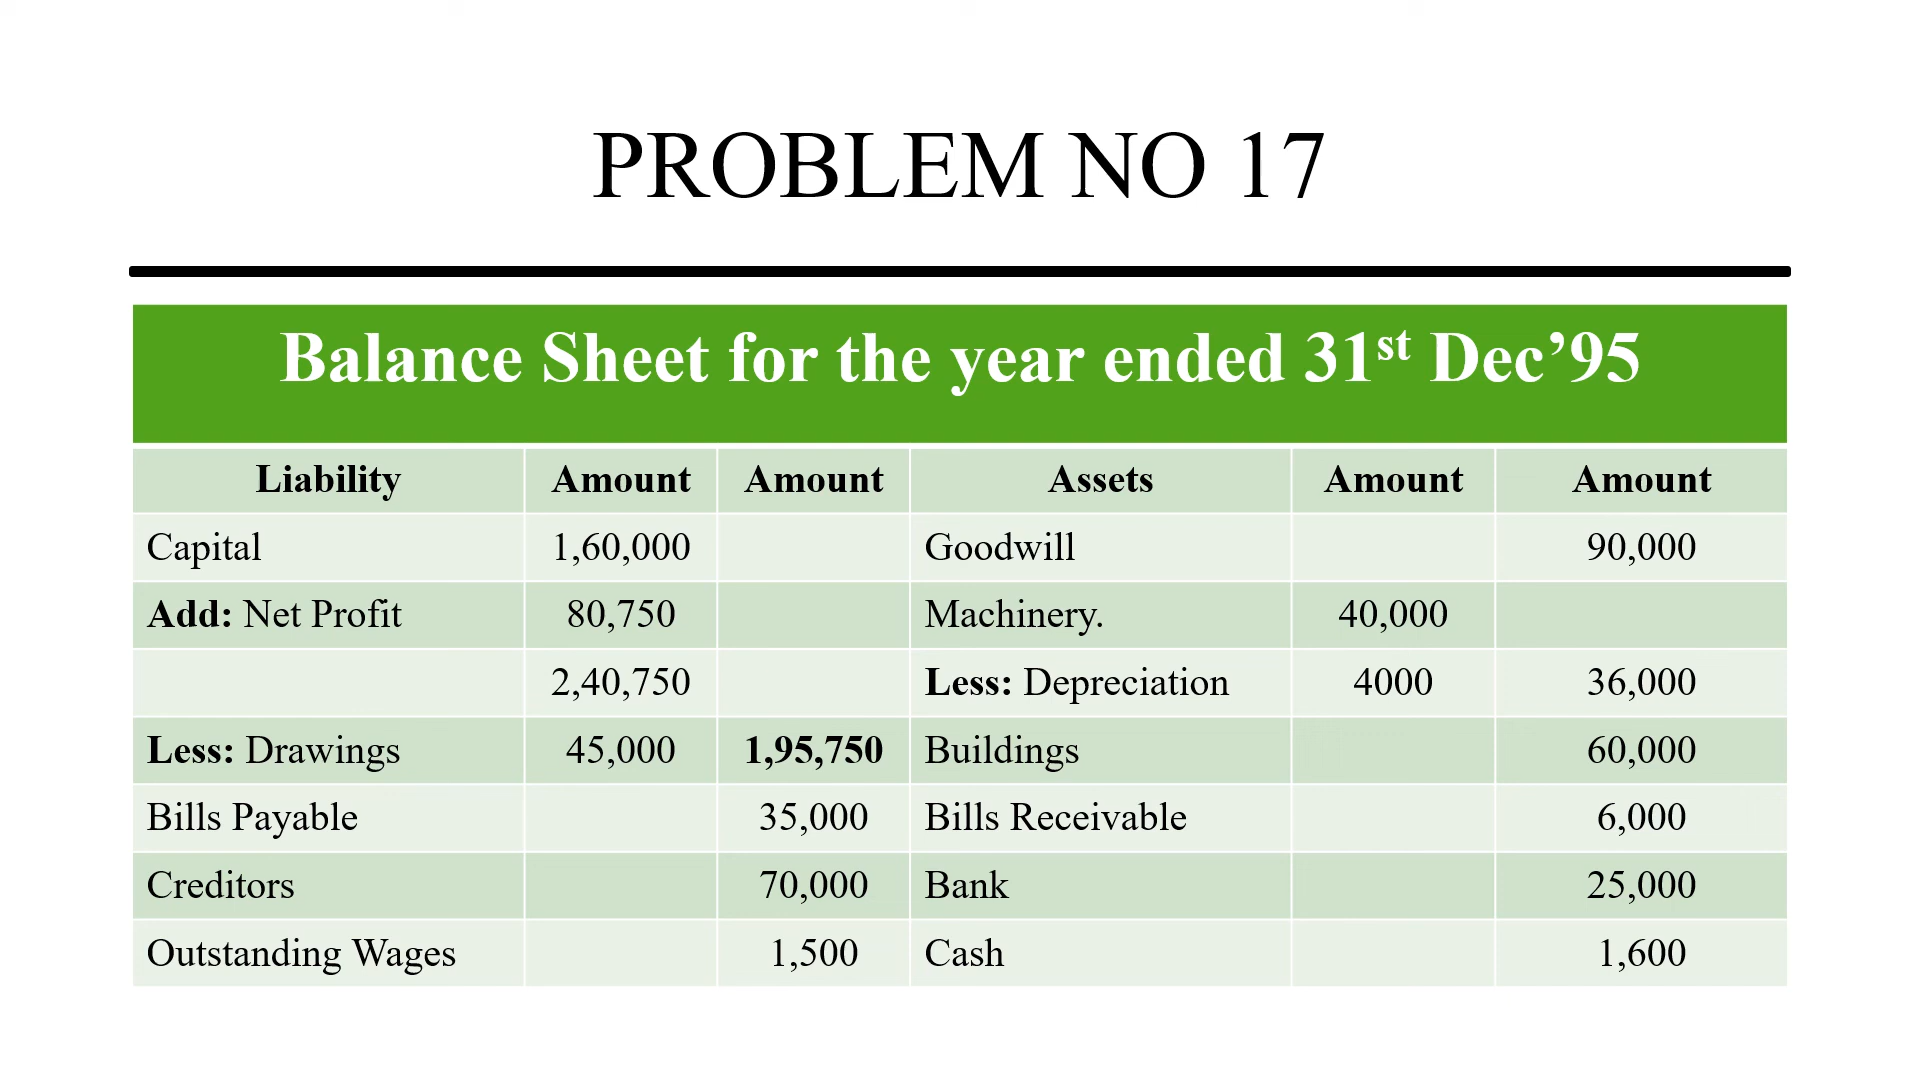 PROBLEM NO 17
Balance Sheet for the year ended 31st Dec’95
Liability Amount Amount Assets Amount Amount
Capital 1,60,000 Goodwill 90,000
Add: Net Profit 80,750 Machinery. 40,000
2,40,750 Less: Depreciation 4000 36,000
Less: Drawings 45,000 1,95,750 Buildings 60,000
Bills Payable 35,000 Bills Receivable 6,000
Creditors 70,000 Bank 25,000
Outstanding Wages 1,500 Cash 1,600